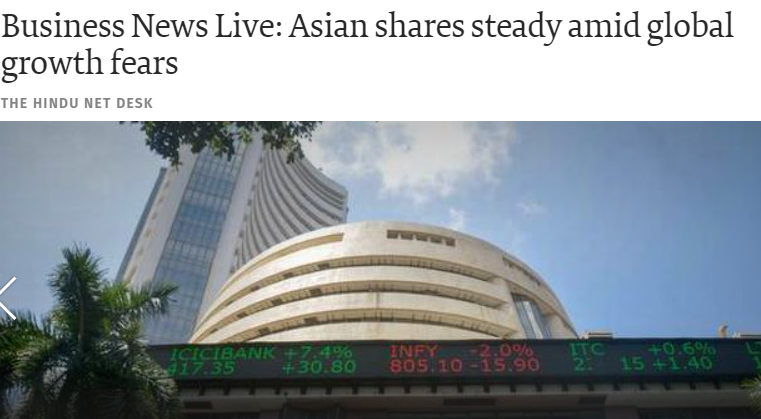 Business News Live: Asian shares steady amid global
growth fears
THE HINDU NET DESK
ICICIBANK +7.4% INFY -2.0% ITC +0.6%
417.35 +30.80 805.10 -15.90 2: 15 +1.40